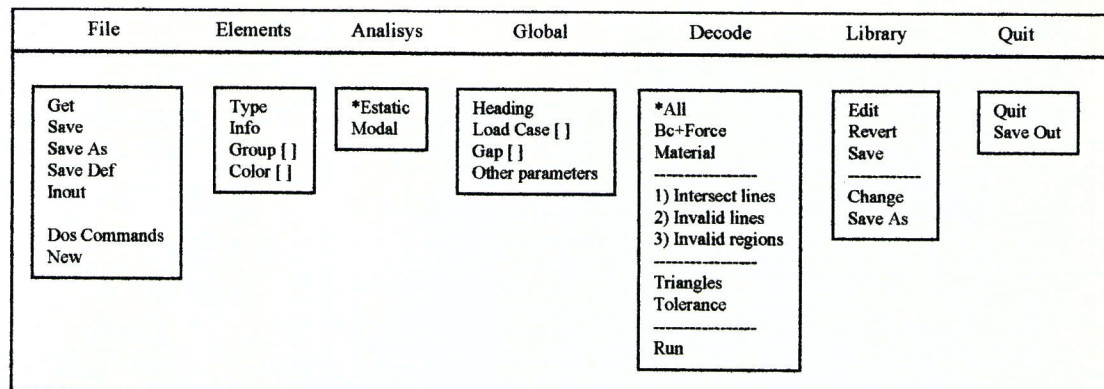 File Elements Analisys Global Decode Library Quit
Get
Save
Save As
Save Def
Inout
Dos Commands
New
Type
Info
Group [ ]
Color [ ]
*Estatic
Modal
Heading
Load Case [ ]
Gap [ ]
Other parameters
*All
Bc+Force
Material
--------------------
1) Intersect lines
2) Invalid lines
3) Invalid regions
--------------------
Triangles
Tolerance
--------------------
Run
Edit
Revert
Save
--------------------
Change
Save As
Quit
Save Out